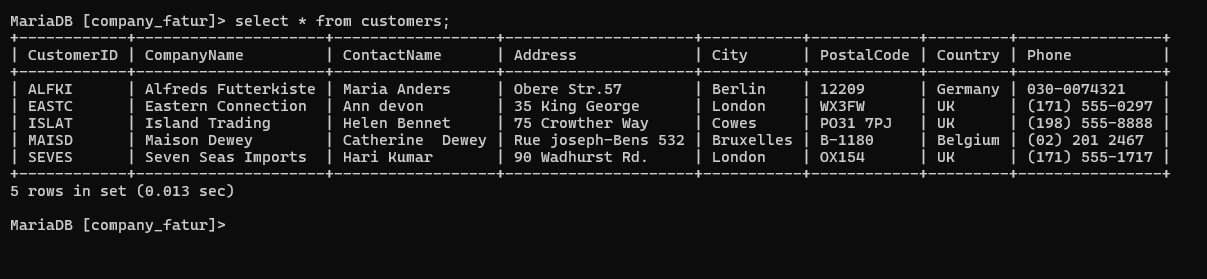 MariaDB [company_fatur]> select * from customers;
+------------+---------------------+-----------------+---------------------+-----------+------------+---------+----------------+
| CustomerID | CompanyName         | ContactName     | Address             | City      | PostalCode | Country | Phone          |
+------------+---------------------+-----------------+---------------------+-----------+------------+---------+----------------+
| ALFKI      | Alfreds Futterkiste | Maria Anders    | Obere Str.57        | Berlin    | 12209      | Germany | 030-0074321    |
| EASTC      | Eastern Connection  | Ann devon       | 35 King George      | London    | WX3FW      | UK      | (171) 555-0297 |
| ISLAT      | Island Trading      | Helen Bennet    | 75 Crowther Way     | Cowes     | PO31 7PJ   | UK      | (198) 555-8888 |
| MAISD      | Maison Dewey        | Catherine  Dewey | Rue joseph-Bens 532 | Bruxelles | B-1180     | Belgium | (02) 201 2467  |
| SEVES      | Seven Seas Imports  | Hari Kumar      | 90 Wadhurst Rd.     | London    | OX154      | UK      | (171) 555-1717 |
+------------+---------------------+-----------------+---------------------+-----------+------------+---------+----------------+
5 rows in set (0.013 sec)
MariaDB [company_fatur]>